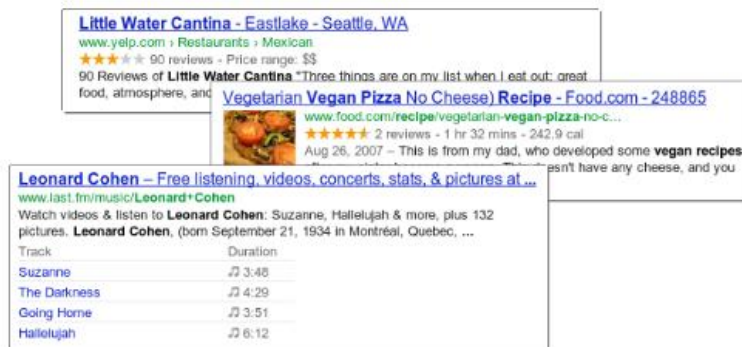 Little Water Cantina - Eastlake - Seattle, WA
www.yelp.com › Restaurants › Mexican
90 reviews - Price range: $$
90 Reviews of Little Water Cantina "Three things are on my list when I eat out: great
food, atmosphere, and
Vegetarian Vegan Pizza No Cheese) Recipe - Food.com - 248865
www.food.com/recipe/vegetarian-vegan-pizza-no-c...
2 reviews - 1 hr 32 mins - 242.9 cal
Aug 26, 2007 – This is from my dad, who developed some vegan recipes
have any cheese, and you
Leonard Cohen – Free listening, videos, concerts, stats, & pictures at ...
www.last.fm/music/Leonard+Cohen
Watch videos & listen to Leonard Cohen: Suzanne, Hallelujah & more, plus 132
pictures. Leonard Cohen, (born September 21, 1934 in Montréal, Quebec, ...
Track Duration
Suzanne 3:48
The Darkness 4:29
Going Home 3:51
Hallelujah 6:12